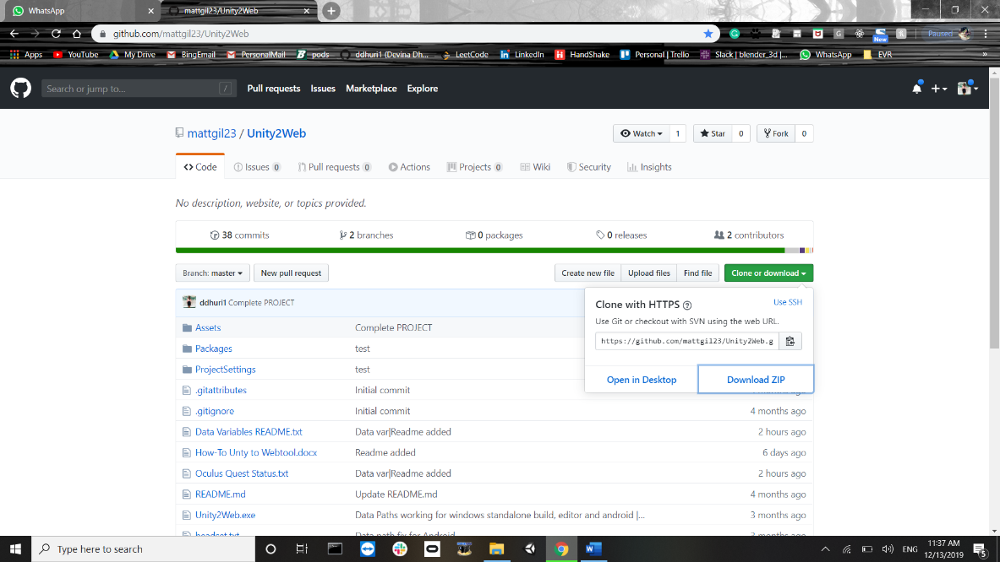 WhatsApp
mattgil23/Unity2Web
github.com/mattgil23/Unity2Web
Paused
New
Apps YouTube My Drive BingEmail PersonalMail pods ddhuri1 (Devina Dh... LeetCode LinkedIn HandShake Personal | Trello Slack | blender_3d |... WhatsApp EVR »
Search or jump to... /
Pull requests Issues Marketplace Explore
mattgil23 / Unity2Web
Watch 1 Star 0 Fork 0
Code Issues 0 Pull requests 0 Actions Projects 0 Wiki Security Insights
No description, website, or topics provided.
38 commits 2 branches 0 packages 0 releases 2 contributors
Branch: master New pull request Create new file Upload files Find file Clone or download
ddhuri1 Complete PROJECT
Clone with HTTPS
Use SSH
Use Git or checkout with SVN using the web URL.
https://github.com/mattgil23/Unity2Web.g
Open in Desktop Download ZIP
Assets Complete PROJECT
Packages test
ProjectSettings test
.gitattributes Initial commit
.gitignore Initial commit 4 months ago
Data Variables README.txt Data var|Readme added 2 hours ago
How-To Unty to Webtool.docx Readme added 6 days ago
Oculus Quest Status.txt Data var|Readme added 2 hours ago
README.md Update README.md 4 months ago
Unity2Web.exe Data Paths working for windows standalone build, editor and android |... 3 months ago
headset.txt Data path fix for Android
Type here to search
ENG
11:37 AM
12/13/2019
5